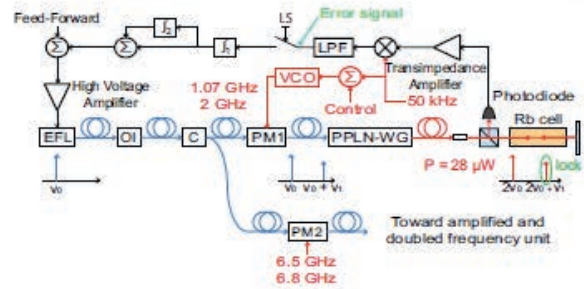 LS
Error signal
Feed-Forward
Σ
Σ
∫₂
∫₁
LPF
Transimpedance
Amplifier
High Voltage
Amplifier
1.07 GHz
2 GHz
VCO
Σ
Control
50 kHz
Photodiode
Rb cell
EFL
OI
C
PM1
PPLN-WG
P = 28 µW
lock
ν₀
ν₀ ν₀ + ν₁
2ν₀ 2ν₀+ν₁
PM2
Toward amplified and
doubled frequency unit
6.5 GHz
6.8 GHz